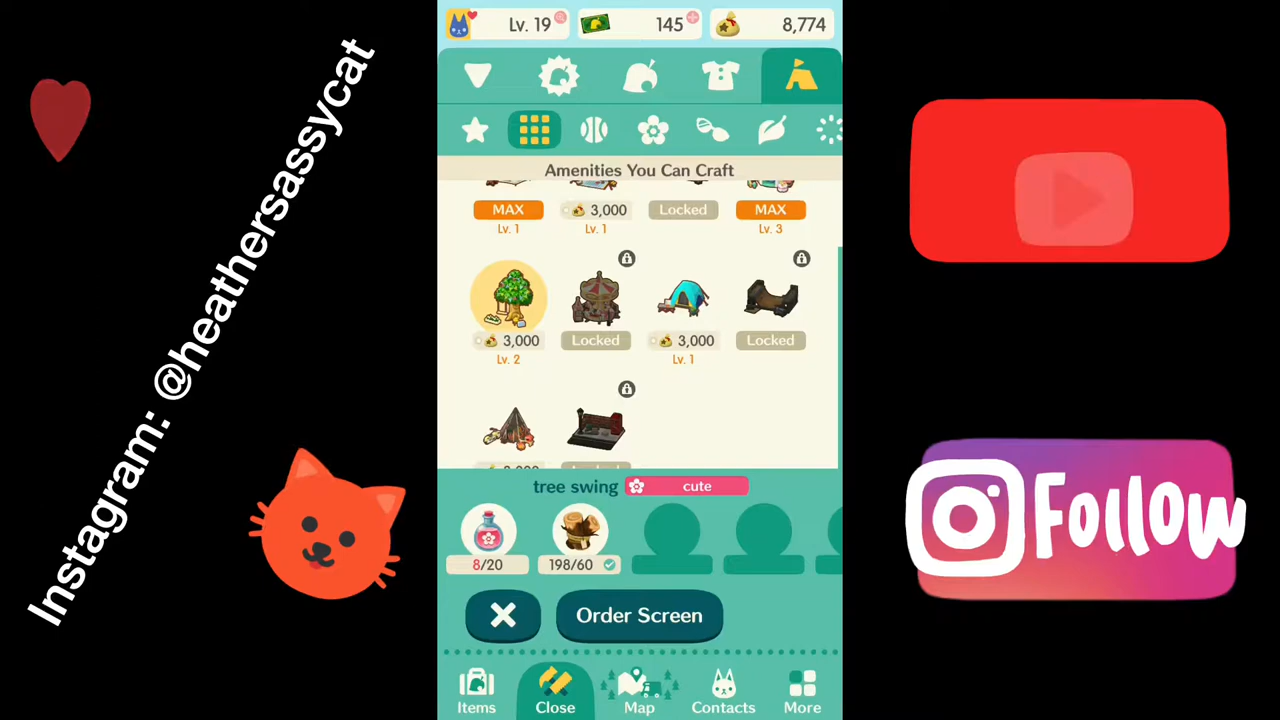 Lv. 19
145
8,774
Amenities You Can Craft
MAX
3,000
Locked
MAX
Lv. 1
Lv. 1
Lv. 3
3,000
Locked
3,000
Locked
Lv. 2
Lv. 1
tree swing
cute
8/20
198/60
Order Screen
Items
Close
Map
Contacts
More
Instagram: @heathersassycat
Follow